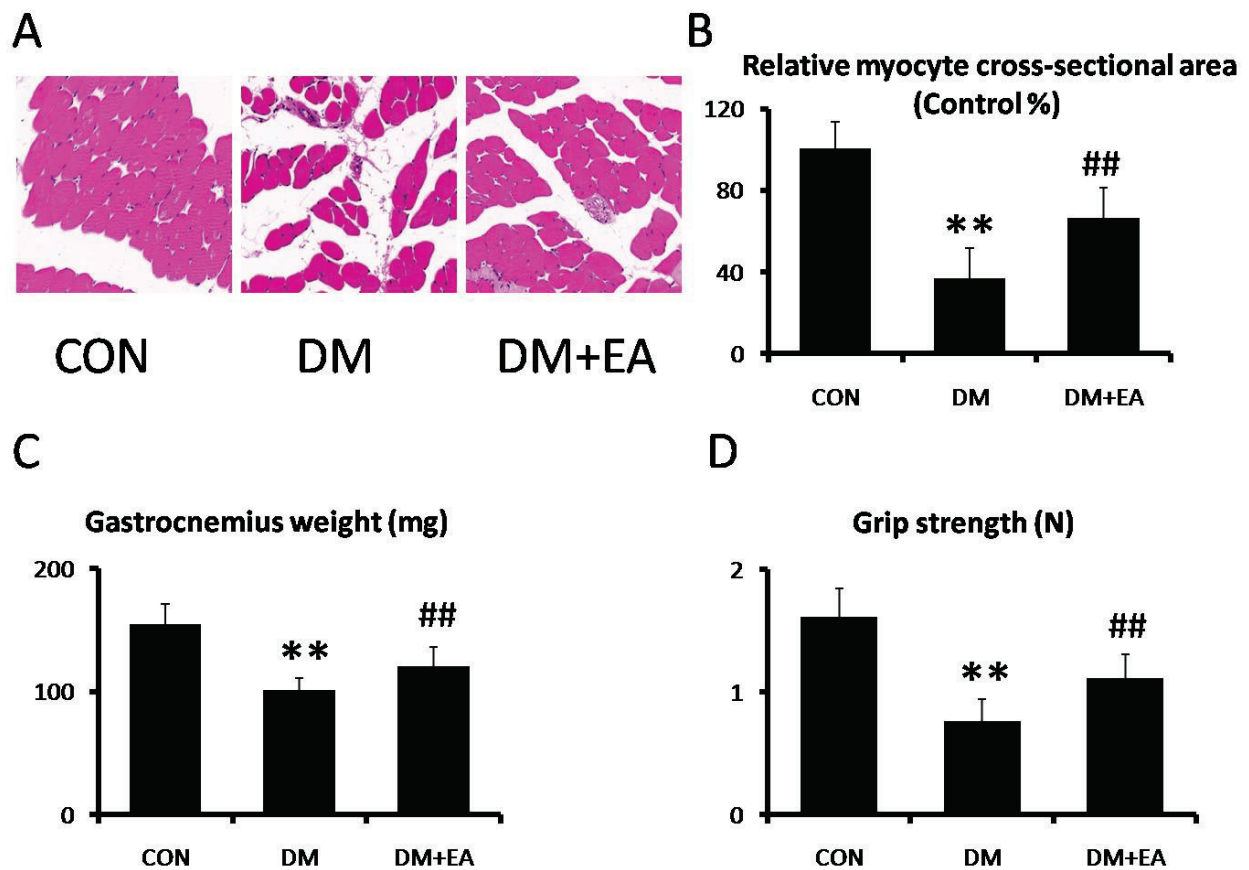 A
CON DM DM+EA
B
Relative myocyte cross-sectional area
(Control %)
120
80
40
0
**
##
CON DM DM+EA
C
Gastrocnemius weight (mg)
200
100
0
**
##
CON DM DM+EA
D
Grip strength (N)
2
1
0
**
##
CON DM DM+EA